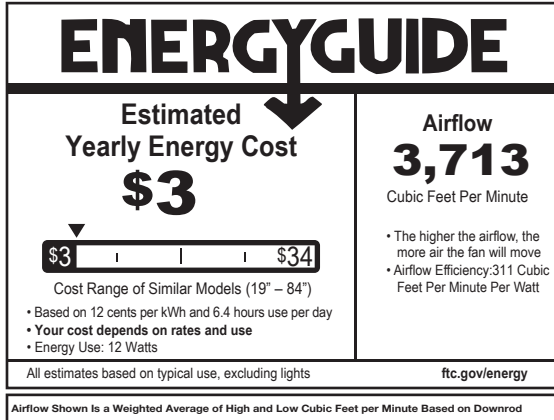 ENERGYGUIDE
Estimated
Yearly Energy Cost
$3
$3
$34
Cost Range of Similar Models (19” – 84”)
• Based on 12 cents per kWh and 6.4 hours use per day
• Your cost depends on rates and use
• Energy Use: 12 Watts
Airflow
3,713
Cubic Feet Per Minute
• The higher the airflow, the
more air the fan will move
• Airflow Efficiency:311 Cubic
Feet Per Minute Per Watt
All estimates based on typical use, excluding lights
ftc.gov/energy
Airflow Shown Is a Weighted Average of High and Low Cubic Feet per Minute Based on Downrod